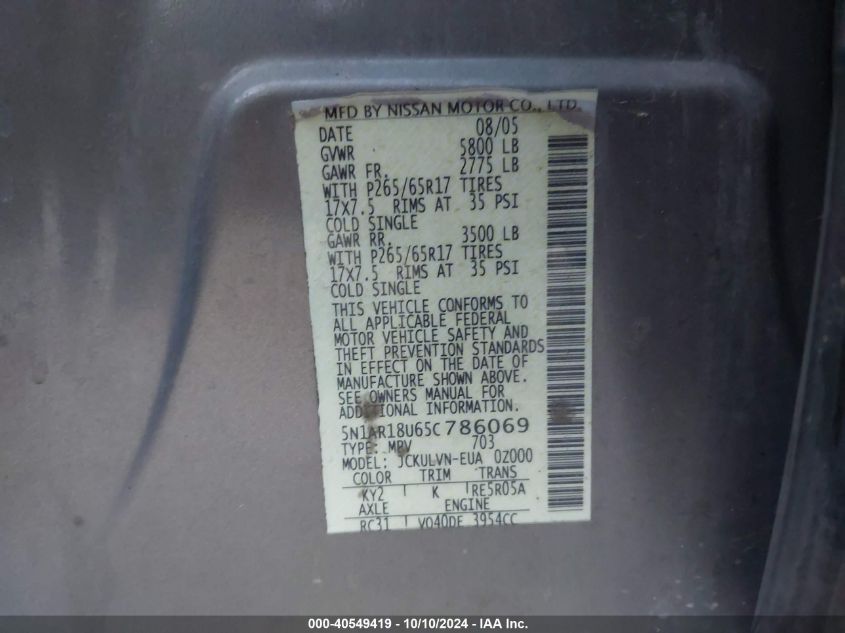 MFD BY NISSAN MOTOR CO., LTD.
DATE 08/05
GVWR 5800 LB
GAWR FR. 2775 LB
WITH P265/65R17 TIRES
17X7.5 RIMS AT 35 PSI
COLD SINGLE
GAWR RR. 3500 LB
WITH P265/65R17 TIRES
17X7.5 RIMS AT 35 PSI
COLD SINGLE
THIS VEHICLE CONFORMS TO
ALL APPLICABLE FEDERAL
MOTOR VEHICLE SAFETY AND
THEFT PREVENTION STANDARDS
IN EFFECT ON THE DATE OF
MANUFACTURE SHOWN ABOVE.
SEE OWNERS MANUAL FOR
ADDITIONAL INFORMATION.
5N1AR18U65C786069
TYPE: MPV 703
MODEL: JCKULVN-EUA 0Z000
COLOR TRIM TRANS
KY2 K RE5R05A
AXLE ENGINE
RC31 VQ40DE 3954CC
000-40549419 - 10/10/2024 - IAA Inc.